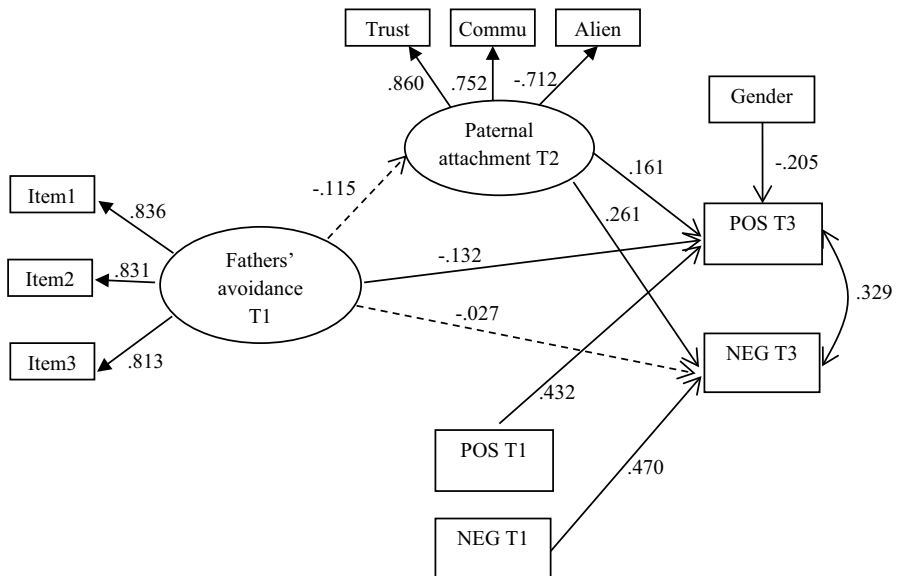 Trust
Commu
Alien
.860
.752
-.712
Gender
Paternal
attachment T2
-.205
.161
-.115
Item1
.836
.261
POS T3
Fathers’
avoidance
T1
-.132
Item2
.831
.329
-.027
NEG T3
Item3
.813
.432
POS T1
.470
NEG T1